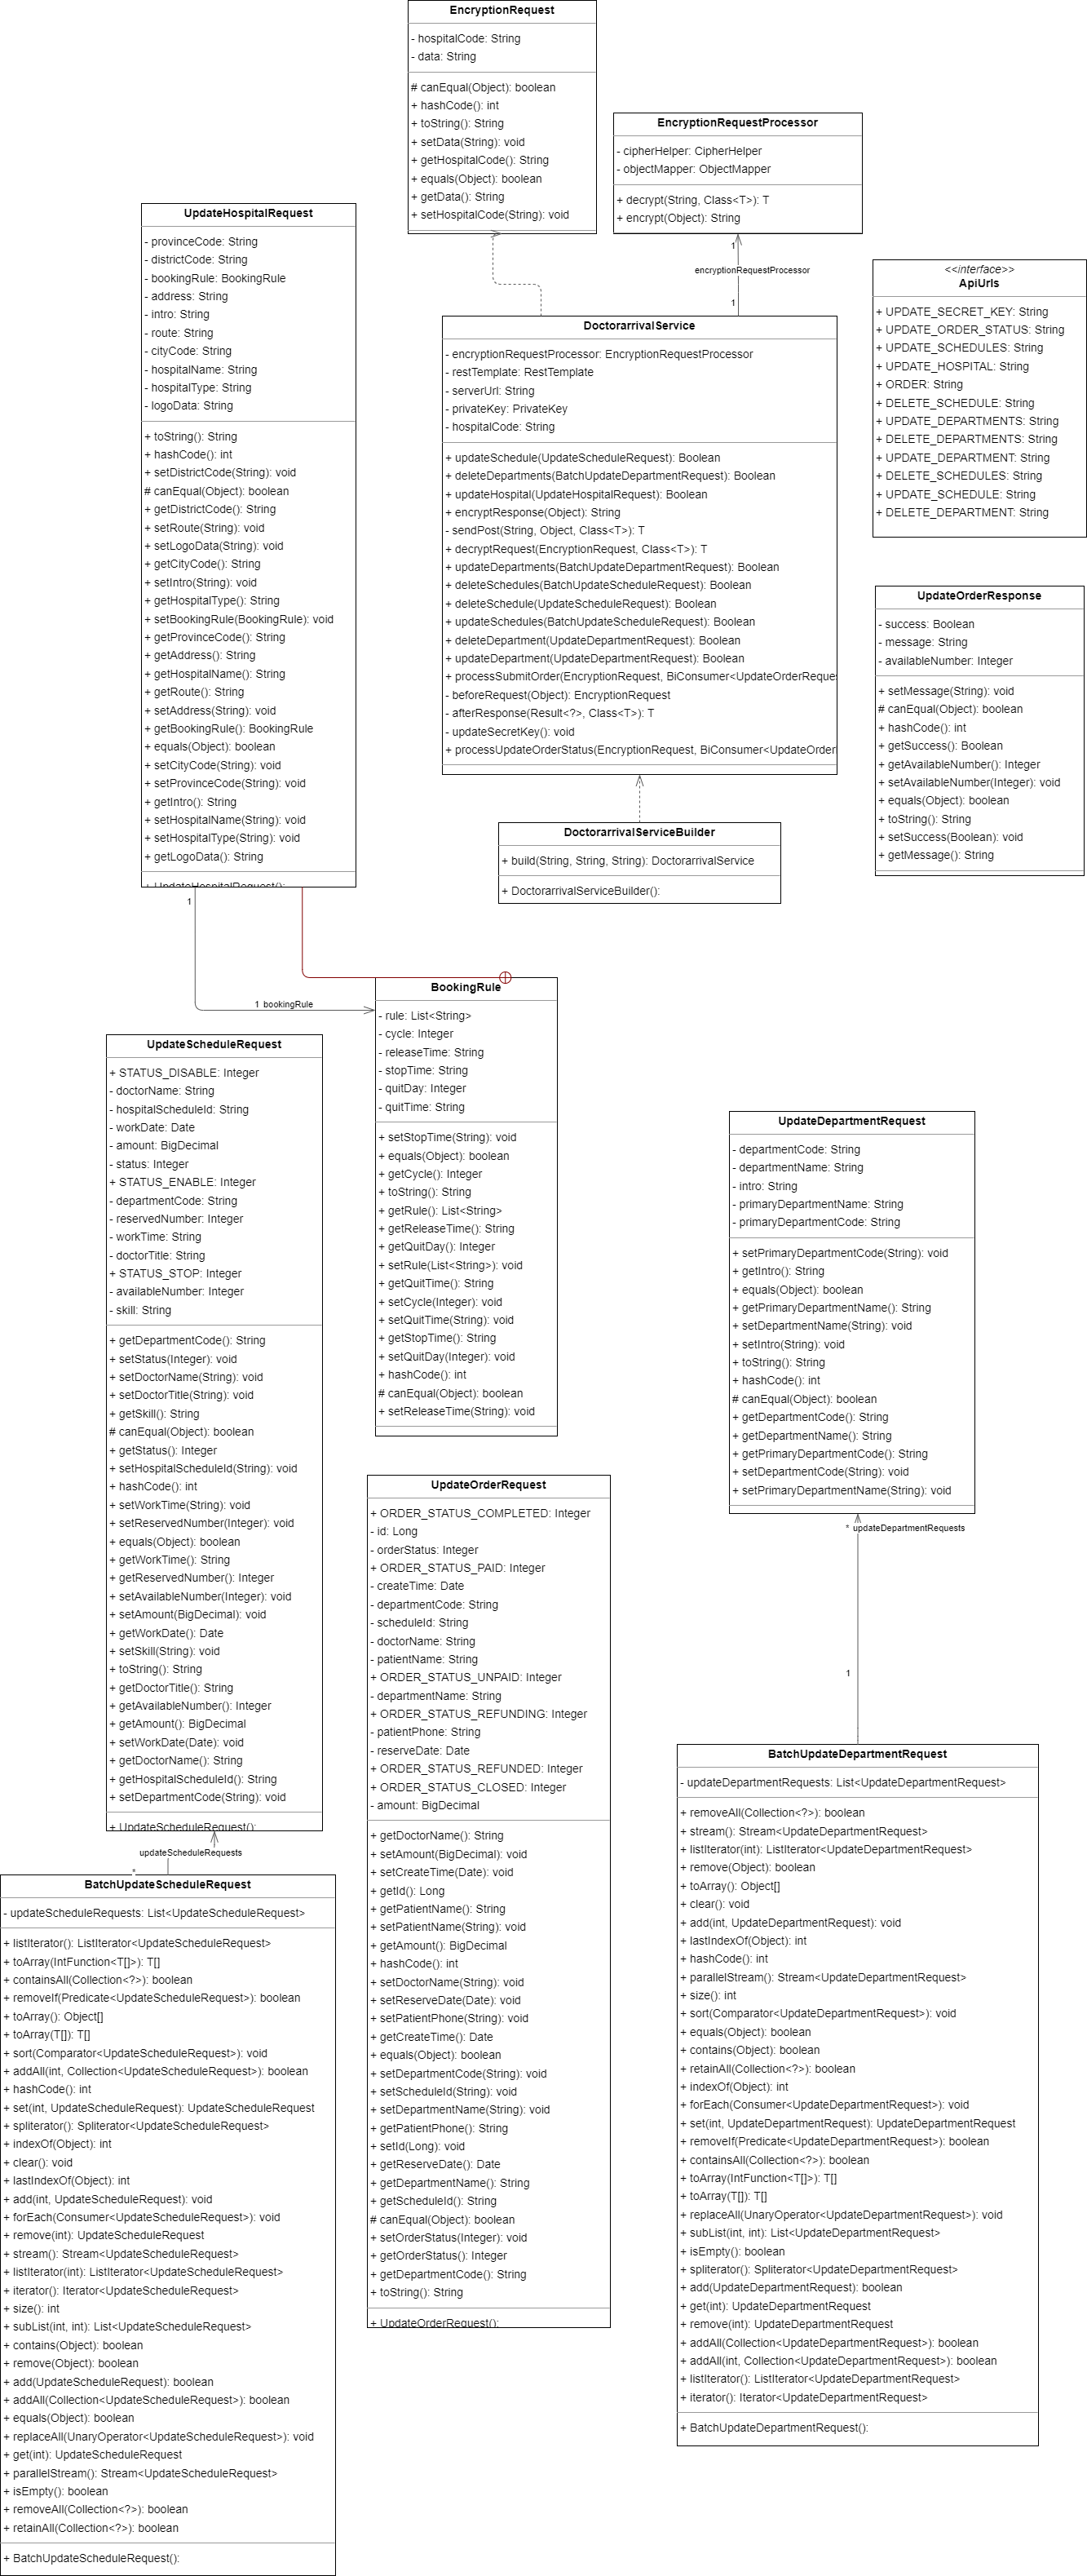 EncryptionRequest
- hospitalCode: String
- data: String
# canEqual(Object): boolean
+ hashCode(): int
+ toString(): String
+ setData(String): void
+ getHospitalCode(): String
+ equals(Object): boolean
+ getData(): String
+ setHospitalCode(String): void
EncryptionRequestProcessor
- cipherHelper: CipherHelper
- objectMapper: ObjectMapper
+ decrypt(String, Class<T>): T
+ encrypt(Object): String
1
encryptionRequestProcessor
1
UpdateHospitalRequest
- provinceCode: String
- districtCode: String
- bookingRule: BookingRule
- address: String
- intro: String
- route: String
- cityCode: String
- hospitalName: String
- hospitalType: String
- logoData: String
+ toString(): String
+ hashCode(): int
+ setDistrictCode(String): void
# canEqual(Object): boolean
+ getDistrictCode(): String
+ setRoute(String): void
+ setLogoData(String): void
+ getCityCode(): String
+ setIntro(String): void
+ getHospitalType(): String
+ setBookingRule(BookingRule): void
+ getProvinceCode(): String
+ getAddress(): String
+ getHospitalName(): String
+ getRoute(): String
+ setAddress(String): void
+ getBookingRule(): BookingRule
+ equals(Object): boolean
+ setCityCode(String): void
+ setProvinceCode(String): void
+ getIntro(): String
+ setHospitalName(String): void
+ setHospitalType(String): void
+ getLogoData(): String
+ UpdateHospitalRequest():
<<interface>>
ApiUrls
+ UPDATE_SECRET_KEY: String
+ UPDATE_ORDER_STATUS: String
+ UPDATE_SCHEDULES: String
+ UPDATE_HOSPITAL: String
+ ORDER: String
+ DELETE_SCHEDULE: String
+ UPDATE_DEPARTMENTS: String
+ DELETE_DEPARTMENTS: String
+ UPDATE_DEPARTMENT: String
+ DELETE_SCHEDULES: String
+ UPDATE_SCHEDULE: String
+ DELETE_DEPARTMENT: String
DoctorarrivalService
- encryptionRequestProcessor: EncryptionRequestProcessor
- restTemplate: RestTemplate
- serverUrl: String
- privateKey: PrivateKey
- hospitalCode: String
+ updateSchedule(UpdateScheduleRequest): Boolean
+ deleteDepartments(BatchUpdateDepartmentRequest): Boolean
+ updateHospital(UpdateHospitalRequest): Boolean
+ encryptResponse(Object): String
- sendPost(String, Object, Class<T>): T
+ decryptRequest(EncryptionRequest, Class<T>): T
+ updateDepartments(BatchUpdateDepartmentRequest): Boolean
+ deleteSchedules(BatchUpdateScheduleRequest): Boolean
+ deleteSchedule(UpdateScheduleRequest): Boolean
+ updateSchedules(BatchUpdateScheduleRequest): Boolean
+ deleteDepartment(UpdateDepartmentRequest): Boolean
+ updateDepartment(UpdateDepartmentRequest): Boolean
+ processSubmitOrder(EncryptionRequest, BiConsumer<UpdateOrderReques
- beforeRequest(Object): EncryptionRequest
- afterResponse(Result<?>, Class<T>): T
- updateSecretKey(): void
+ processUpdateOrderStatus(EncryptionRequest, BiConsumer<UpdateOrder
UpdateOrderResponse
- success: Boolean
- message: String
- availableNumber: Integer
+ setMessage(String): void
# canEqual(Object): boolean
+ hashCode(): int
+ getSuccess(): Boolean
+ getAvailableNumber(): Integer
+ setAvailableNumber(Integer): void
+ equals(Object): boolean
+ toString(): String
+ setSuccess(Boolean): void
+ getMessage(): String
DoctorarrivalServiceBuilder
+ build(String, String, String): DoctorarrivalService
+ DoctorarrivalServiceBuilder():
1
1 bookingRule
BookingRule
- rule: List<String>
- cycle: Integer
- releaseTime: String
- stopTime: String
- quitDay: Integer
- quitTime: String
+ setStopTime(String): void
+ equals(Object): boolean
+ getCycle(): Integer
+ toString(): String
+ getRule(): List<String>
+ getReleaseTime(): String
+ getQuitDay(): Integer
+ setRule(List<String>): void
+ getQuitTime(): String
+ setCycle(Integer): void
+ setQuitTime(String): void
+ getStopTime(): String
+ setQuitDay(Integer): void
+ hashCode(): int
# canEqual(Object): boolean
+ setReleaseTime(String): void
UpdateScheduleRequest
+ STATUS_DISABLE: Integer
- doctorName: String
- hospitalScheduleId: String
- workDate: Date
- amount: BigDecimal
- status: Integer
+ STATUS_ENABLE: Integer
- departmentCode: String
- reservedNumber: Integer
- workTime: String
- doctorTitle: String
+ STATUS_STOP: Integer
- availableNumber: Integer
- skill: String
+ getDepartmentCode(): String
+ setStatus(Integer): void
+ setDoctorName(String): void
+ setDoctorTitle(String): void
+ getSkill(): String
# canEqual(Object): boolean
+ getStatus(): Integer
+ setHospitalScheduleId(String): void
+ hashCode(): int
+ setWorkTime(String): void
+ setReservedNumber(Integer): void
+ equals(Object): boolean
+ getWorkTime(): String
+ getReservedNumber(): Integer
+ setAvailableNumber(Integer): void
+ setAmount(BigDecimal): void
+ getWorkDate(): Date
+ setSkill(String): void
+ toString(): String
+ getDoctorTitle(): String
+ getAvailableNumber(): Integer
+ getAmount(): BigDecimal
+ setWorkDate(Date): void
+ getDoctorName(): String
+ getHospitalScheduleId(): String
+ setDepartmentCode(String): void
+ UpdateScheduleRequest():
updateScheduleRequests
*
UpdateDepartmentRequest
- departmentCode: String
- departmentName: String
- intro: String
- primaryDepartmentName: String
- primaryDepartmentCode: String
+ setPrimaryDepartmentCode(String): void
+ getIntro(): String
+ equals(Object): boolean
+ getPrimaryDepartmentName(): String
+ setDepartmentName(String): void
+ setIntro(String): void
+ toString(): String
+ hashCode(): int
# canEqual(Object): boolean
+ getDepartmentCode(): String
+ getDepartmentName(): String
+ getPrimaryDepartmentCode(): String
+ setDepartmentCode(String): void
+ setPrimaryDepartmentName(String): void
* updateDepartmentRequests
1
UpdateOrderRequest
+ ORDER_STATUS_COMPLETED: Integer
- id: Long
- orderStatus: Integer
+ ORDER_STATUS_PAID: Integer
- createTime: Date
- departmentCode: String
- scheduleId: String
- doctorName: String
- patientName: String
+ ORDER_STATUS_UNPAID: Integer
- departmentName: String
+ ORDER_STATUS_REFUNDING: Integer
- patientPhone: String
- reserveDate: Date
+ ORDER_STATUS_REFUNDED: Integer
+ ORDER_STATUS_CLOSED: Integer
- amount: BigDecimal
+ getDoctorName(): String
+ setAmount(BigDecimal): void
+ setCreateTime(Date): void
+ getId(): Long
+ getPatientName(): String
+ setPatientName(String): void
+ getAmount(): BigDecimal
+ hashCode(): int
+ setDoctorName(String): void
+ setReserveDate(Date): void
+ setPatientPhone(String): void
+ getCreateTime(): Date
+ equals(Object): boolean
+ setDepartmentCode(String): void
+ setScheduleId(String): void
+ setDepartmentName(String): void
+ getPatientPhone(): String
+ setId(Long): void
+ getReserveDate(): Date
+ getDepartmentName(): String
+ getScheduleId(): String
# canEqual(Object): boolean
+ setOrderStatus(Integer): void
+ getOrderStatus(): Integer
+ getDepartmentCode(): String
+ toString(): String
+ UpdateOrderRequest():
BatchUpdateDepartmentRequest
- updateDepartmentRequests: List<UpdateDepartmentRequest>
+ removeAll(Collection<?>): boolean
+ stream(): Stream<UpdateDepartmentRequest>
+ listIterator(int): ListIterator<UpdateDepartmentRequest>
+ remove(Object): boolean
+ toArray(): Object[]
+ clear(): void
+ add(int, UpdateDepartmentRequest): void
+ lastIndexOf(Object): int
+ hashCode(): int
+ parallelStream(): Stream<UpdateDepartmentRequest>
+ size(): int
+ sort(Comparator<UpdateDepartmentRequest>): void
+ equals(Object): boolean
+ contains(Object): boolean
+ retainAll(Collection<?>): boolean
+ indexOf(Object): int
+ forEach(Consumer<UpdateDepartmentRequest>): void
+ set(int, UpdateDepartmentRequest): UpdateDepartmentRequest
+ removeIf(Predicate<UpdateDepartmentRequest>): boolean
+ containsAll(Collection<?>): boolean
+ toArray(IntFunction<T[]>): T[]
+ toArray(T[]): T[]
+ replaceAll(UnaryOperator<UpdateDepartmentRequest>): void
+ subList(int, int): List<UpdateDepartmentRequest>
+ isEmpty(): boolean
+ spliterator(): Spliterator<UpdateDepartmentRequest>
+ add(UpdateDepartmentRequest): boolean
+ get(int): UpdateDepartmentRequest
+ remove(int): UpdateDepartmentRequest
+ addAll(Collection<UpdateDepartmentRequest>): boolean
+ addAll(int, Collection<UpdateDepartmentRequest>): boolean
+ listIterator(): ListIterator<UpdateDepartmentRequest>
+ iterator(): Iterator<UpdateDepartmentRequest>
+ BatchUpdateDepartmentRequest():
BatchUpdateScheduleRequest
- updateScheduleRequests: List<UpdateScheduleRequest>
+ listIterator(): ListIterator<UpdateScheduleRequest>
+ toArray(IntFunction<T[]>): T[]
+ containsAll(Collection<?>): boolean
+ removeIf(Predicate<UpdateScheduleRequest>): boolean
+ toArray(): Object[]
+ toArray(T[]): T[]
+ sort(Comparator<UpdateScheduleRequest>): void
+ addAll(int, Collection<UpdateScheduleRequest>): boolean
+ hashCode(): int
+ set(int, UpdateScheduleRequest): UpdateScheduleRequest
+ spliterator(): Spliterator<UpdateScheduleRequest>
+ indexOf(Object): int
+ clear(): void
+ lastIndexOf(Object): int
+ add(int, UpdateScheduleRequest): void
+ forEach(Consumer<UpdateScheduleRequest>): void
+ remove(int): UpdateScheduleRequest
+ stream(): Stream<UpdateScheduleRequest>
+ listIterator(int): ListIterator<UpdateScheduleRequest>
+ iterator(): Iterator<UpdateScheduleRequest>
+ size(): int
+ subList(int, int): List<UpdateScheduleRequest>
+ contains(Object): boolean
+ remove(Object): boolean
+ add(UpdateScheduleRequest): boolean
+ addAll(Collection<UpdateScheduleRequest>): boolean
+ equals(Object): boolean
+ replaceAll(UnaryOperator<UpdateScheduleRequest>): void
+ get(int): UpdateScheduleRequest
+ parallelStream(): Stream<UpdateScheduleRequest>
+ isEmpty(): boolean
+ removeAll(Collection<?>): boolean
+ retainAll(Collection<?>): boolean
+ BatchUpdateScheduleRequest():